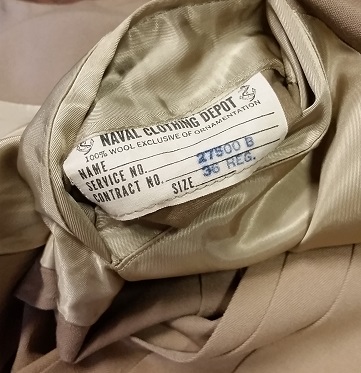 NAVAL CLOTHING DEPOT
100% WOOL EXCLUSIVE OF ORNAMENTATION
NAME
SERVICE NO.
CONTRACT NO. 27500 B
SIZE 36 REG.